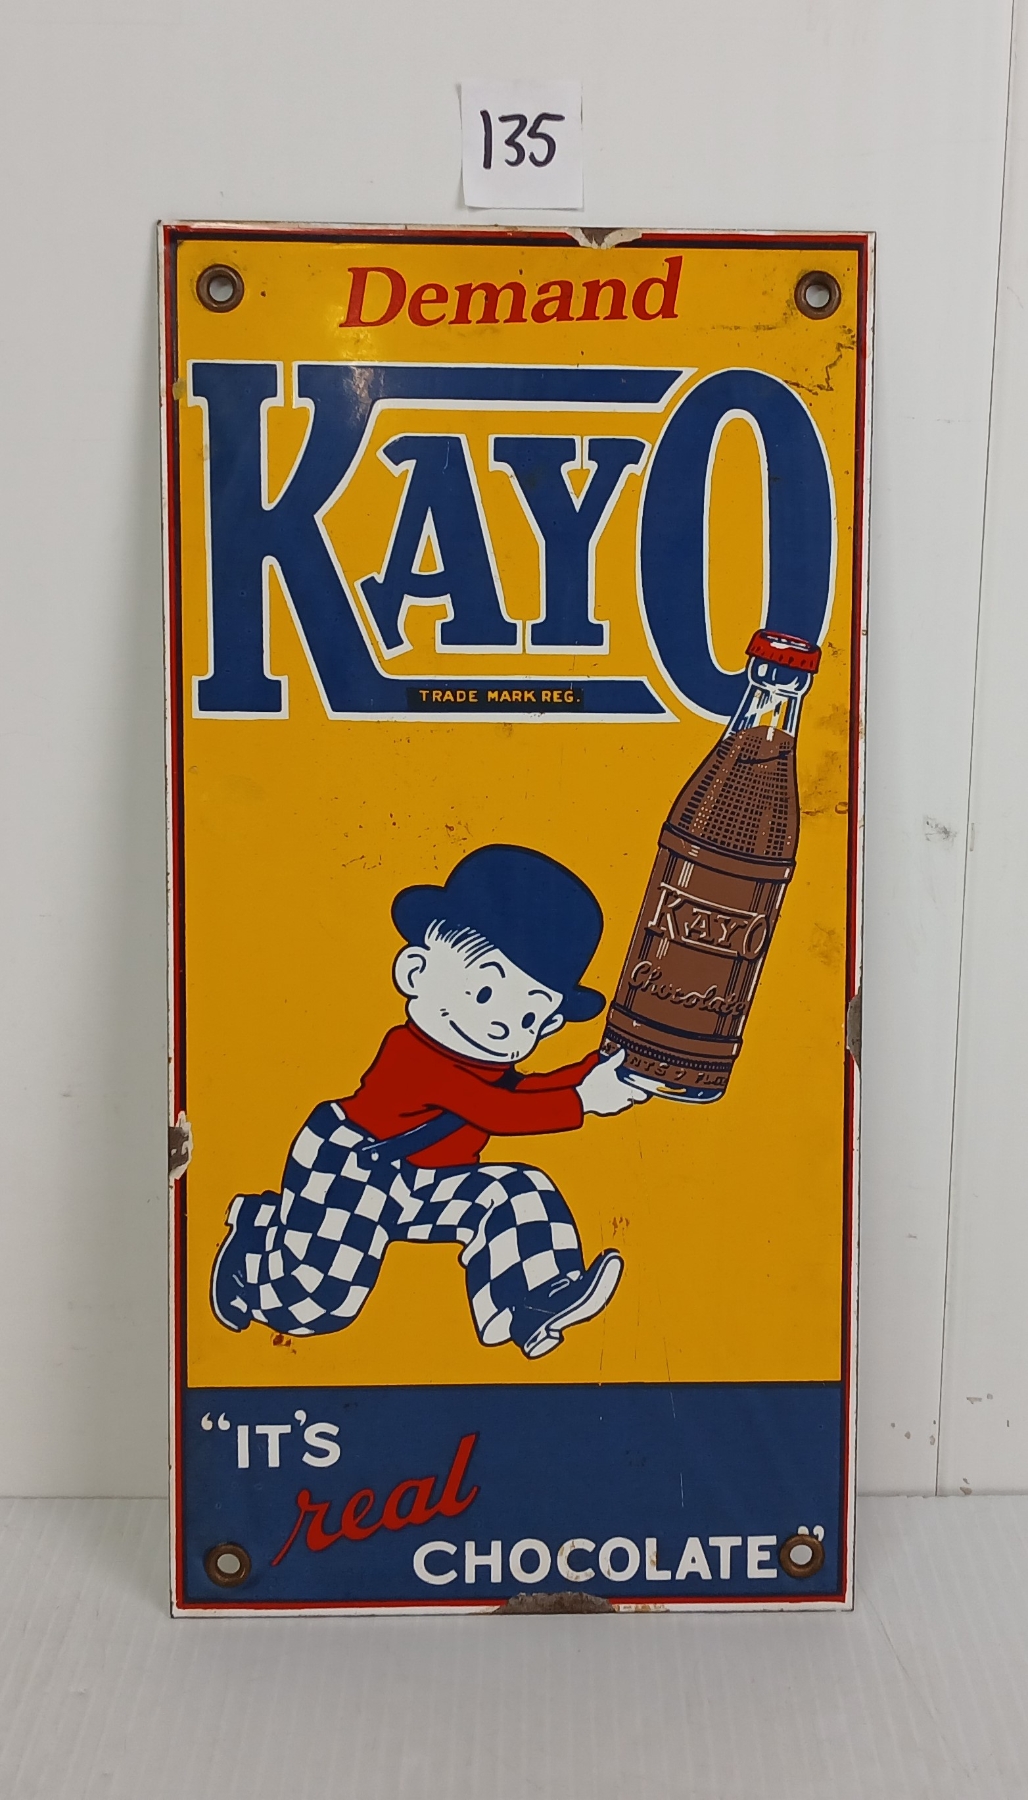 135
Demand
KAYO
TRADE MARK REG.
KAYO
Chocolate
“IT'S
real
CHOCOLATE”